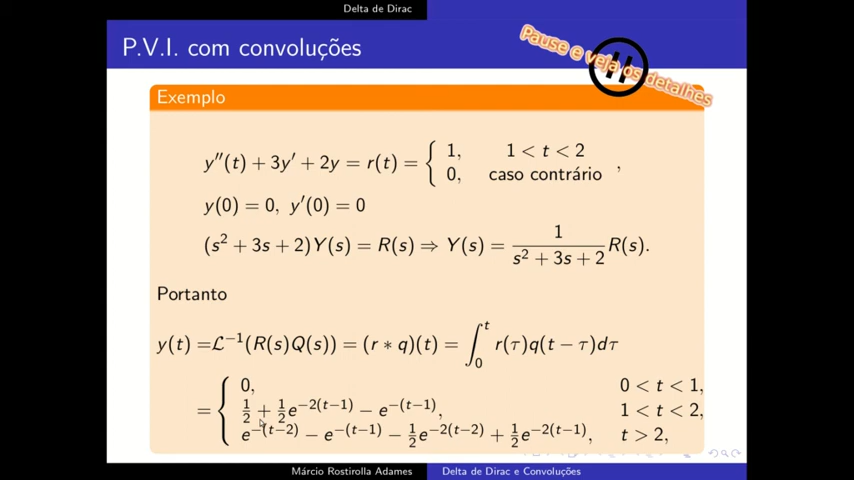 Delta de Dirac
P.V.I. com convoluções
Pause e veja os detalhes
Exemplo
y''(t) + 3y' + 2y = r(t) = { 1, 1 < t < 2
0, caso contrário ,
y(0) = 0, y'(0) = 0
(s² + 3s + 2)Y(s) = R(s) ⇒ Y(s) = 1/(s² + 3s + 2) R(s).
Portanto
y(t) = ℒ⁻¹(R(s)Q(s)) = (r * q)(t) = ∫₀ᵗ r(τ)q(t − τ)dτ
= { 0, 0 < t < 1,
1/2 + 1/2 e^{−2(t−1)} − e^{−(t−1)}, 1 < t < 2,
e^{−(t−2)} − e^{−(t−1)} − 1/2 e^{−2(t−2)} + 1/2 e^{−2(t−1)}, t > 2,
Márcio Rostirolla Adames Delta de Dirac e Convoluções